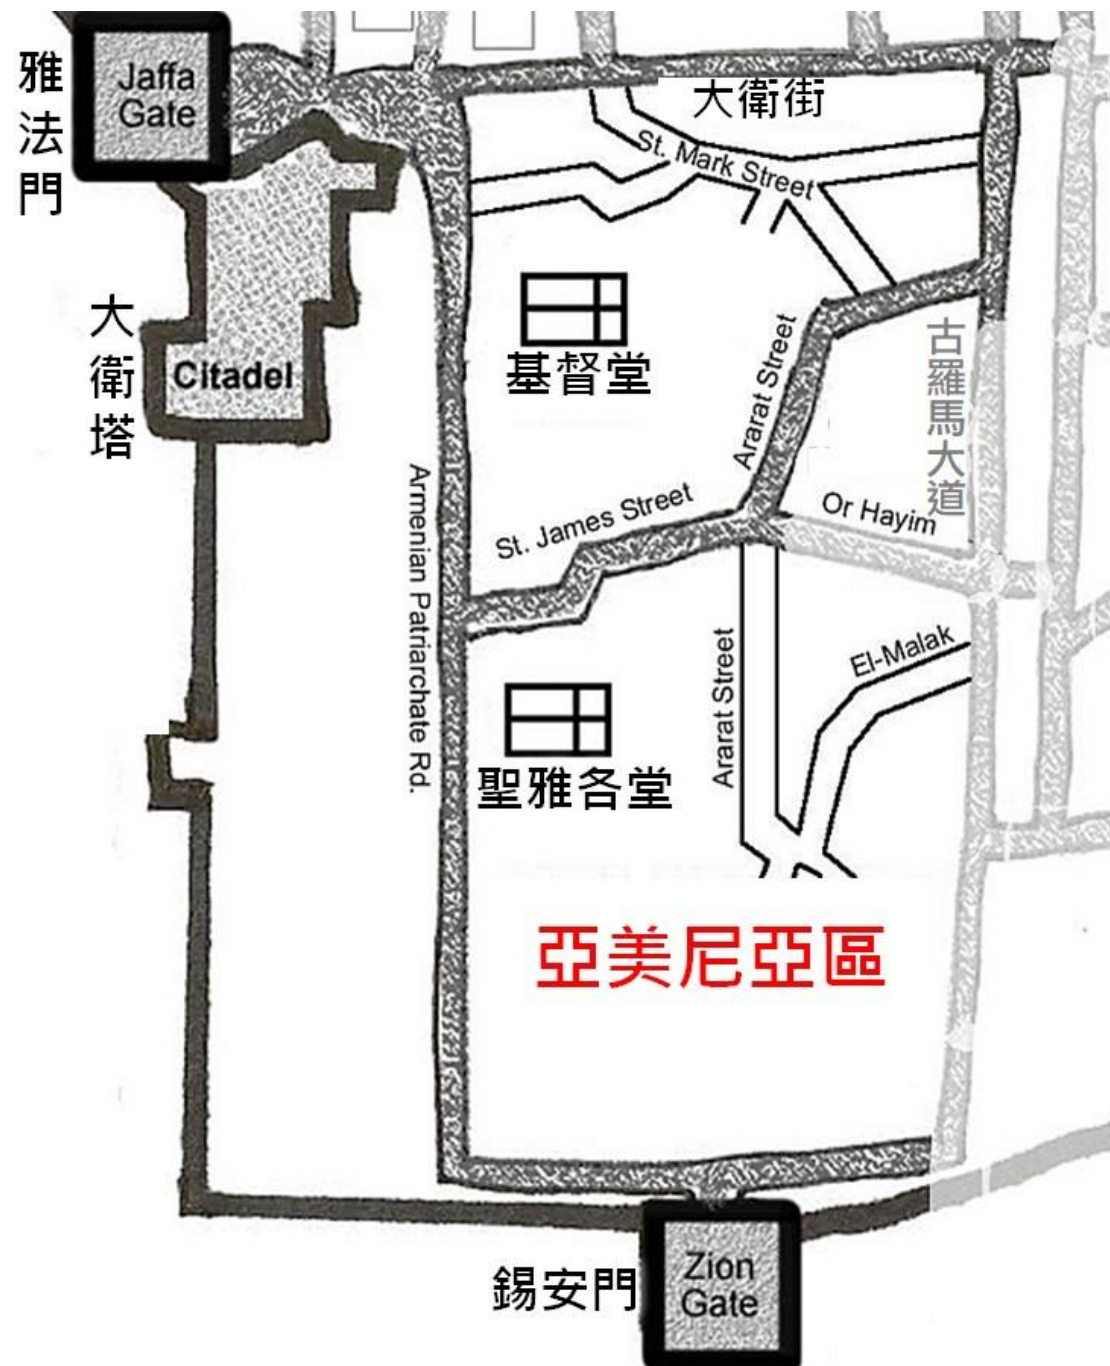 雅法門
Jaffa
Gate
大衛街
St. Mark Street
大衛塔
Citadel
基督堂
Ararat Street
古羅馬大道
Armenian Patriarchate Rd.
St. James Street
Or Hayim
Ararat Street
El-Malak
聖雅各堂
亞美尼亞區
錫安門
Zion
Gate